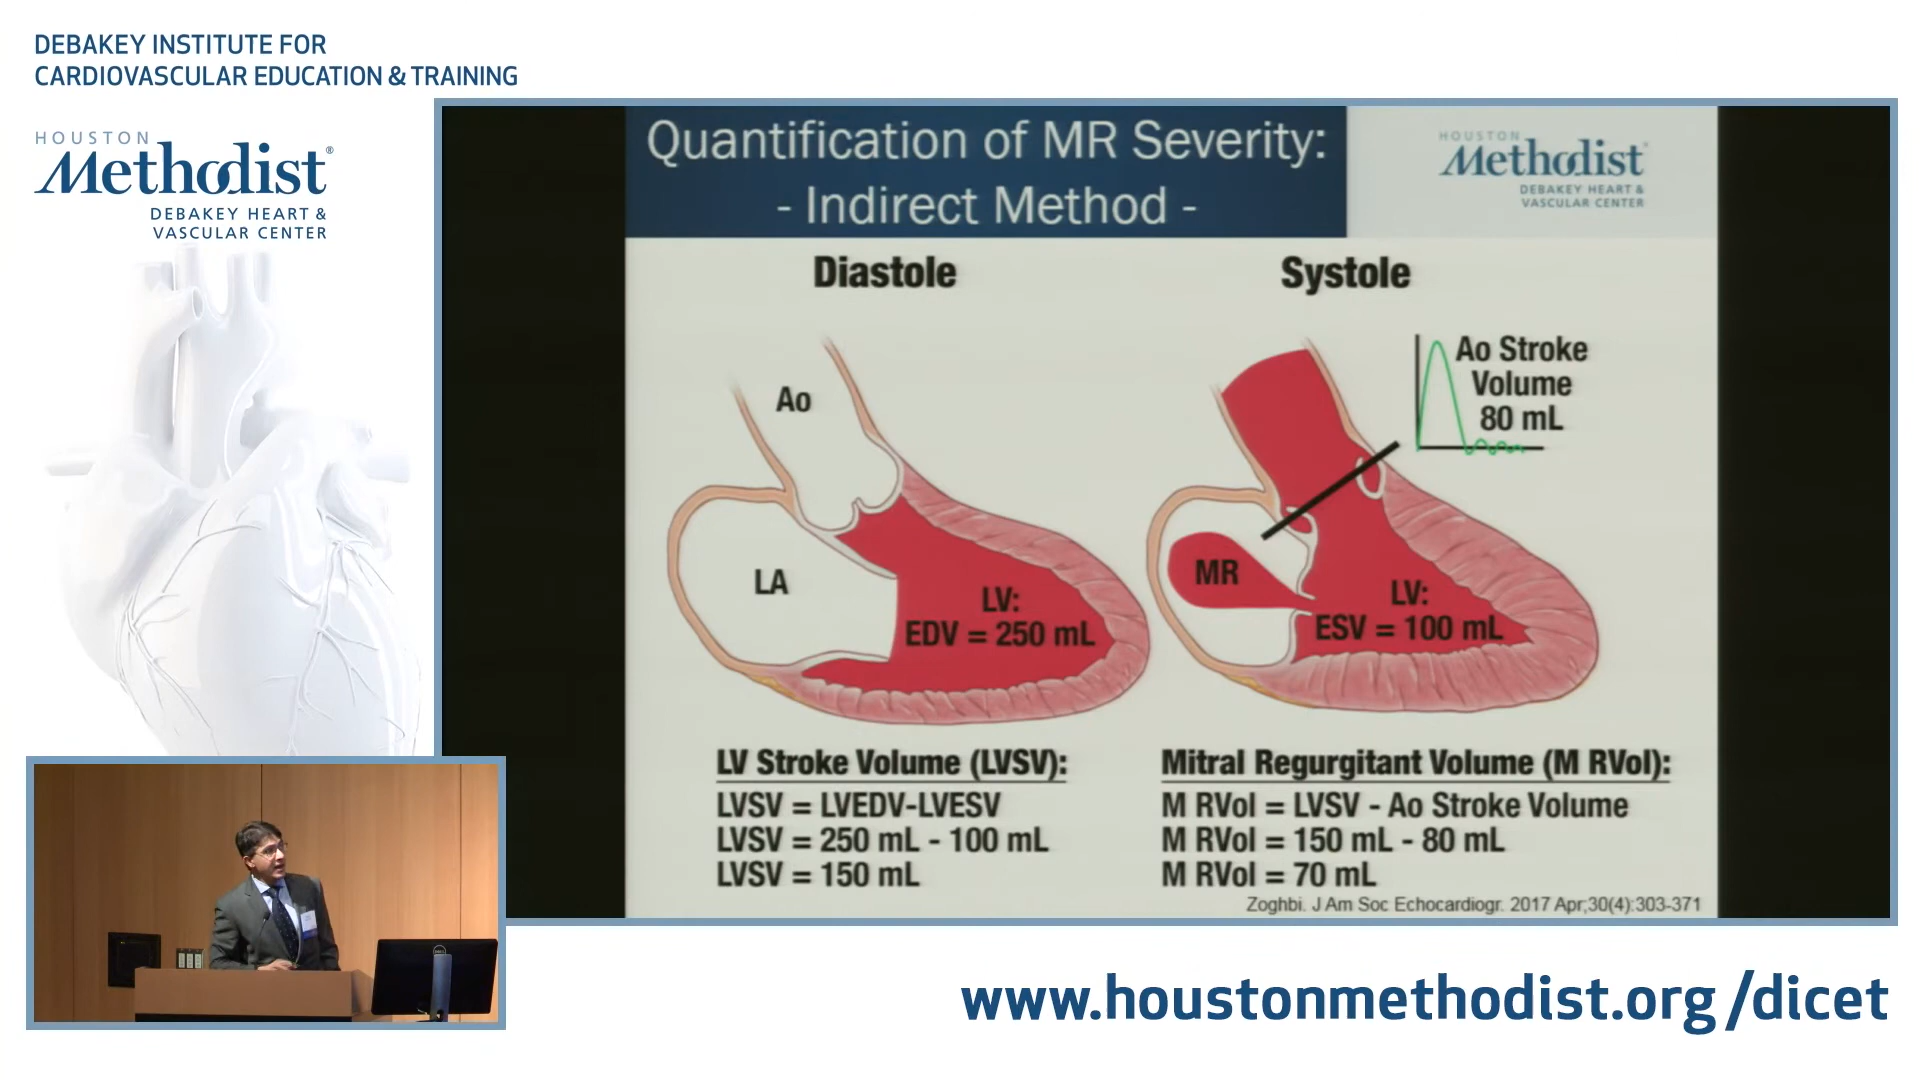 DEBAKEY INSTITUTE FOR
CARDIOVASCULAR EDUCATION & TRAINING
HOUSTON
Methodist®
DEBAKEY HEART &
VASCULAR CENTER
Quantification of MR Severity:
- Indirect Method -
HOUSTON
Methodist
DEBAKEY HEART &
VASCULAR CENTER
Diastole
Systole
Ao
LA
LV:
EDV = 250 mL
Ao Stroke
Volume
80 mL
MR
LV:
ESV = 100 mL
LV Stroke Volume (LVSV):
LVSV = LVEDV-LVESV
LVSV = 250 mL - 100 mL
LVSV = 150 mL
Mitral Regurgitant Volume (M RVol):
M RVol = LVSV - Ao Stroke Volume
M RVol = 150 mL - 80 mL
M RVol = 70 mL
Zoghbi. J Am Soc Echocardiogr. 2017 Apr;30(4):303-371
www.houstonmethodist.org/dicet